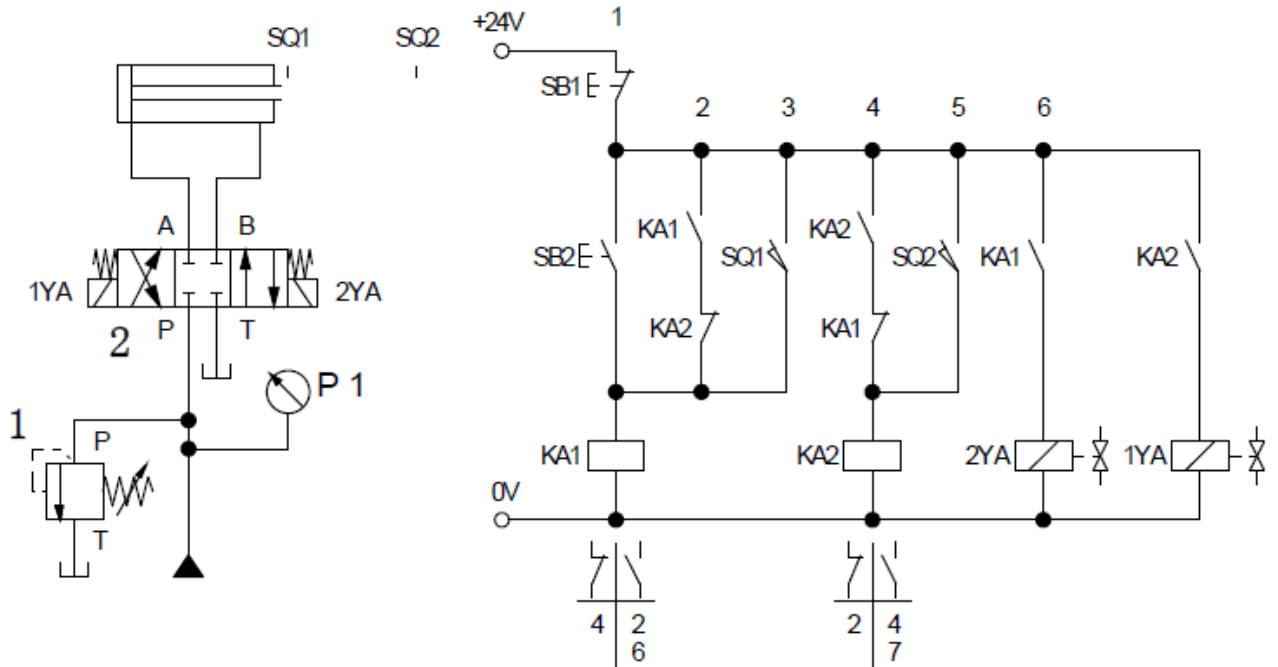 SQ1 SQ2 +24V 1
SB1
2 3 4 5 6
A B
KA1 KA2
SB2 SQ1 SQ2 KA1 KA2
1YA 2YA
2 P T
KA2 KA1
P 1
1 P
KA1 KA2 2YA 1YA
0V
T
4 2 2 4
6 7